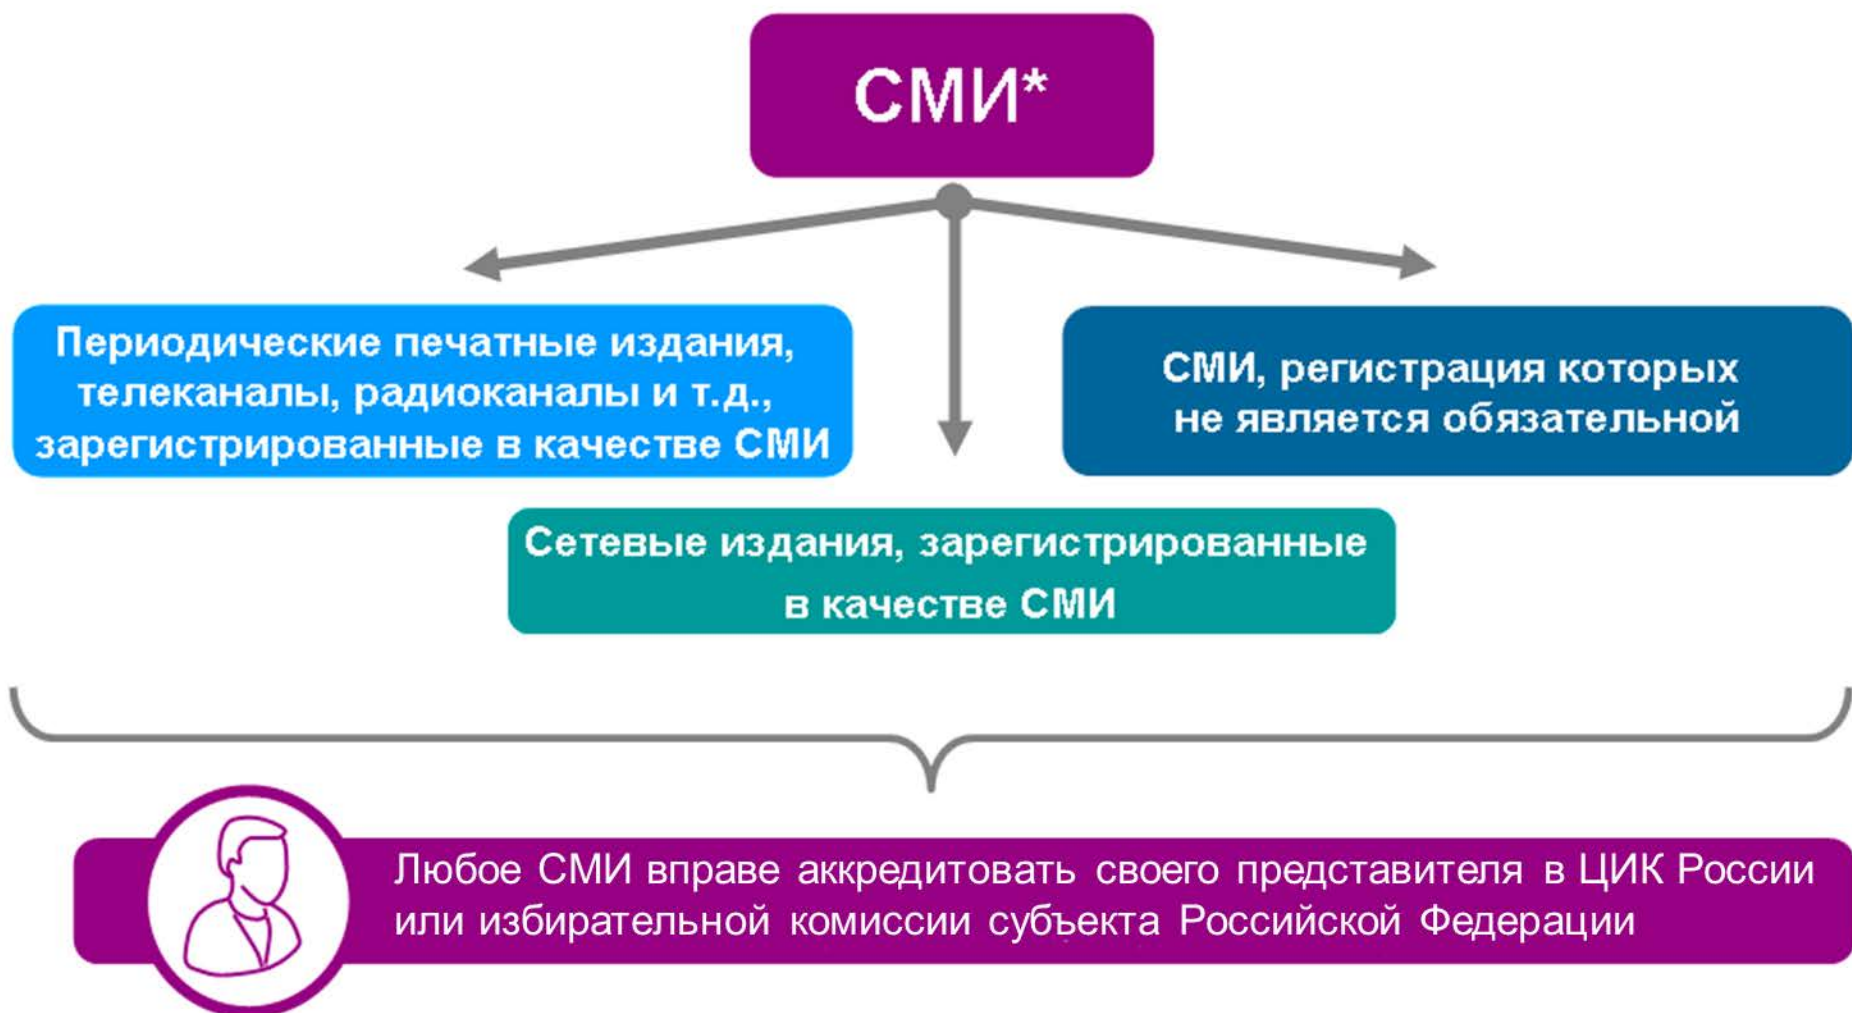 СМИ*
Периодические печатные издания,
телеканалы, радиоканалы и т.д.,
зарегистрированные в качестве СМИ
СМИ, регистрация которых
не является обязательной
Сетевые издания, зарегистрированные
в качестве СМИ
Любое СМИ вправе аккредитовать своего представителя в ЦИК России
или избирательной комиссии субъекта Российской Федерации